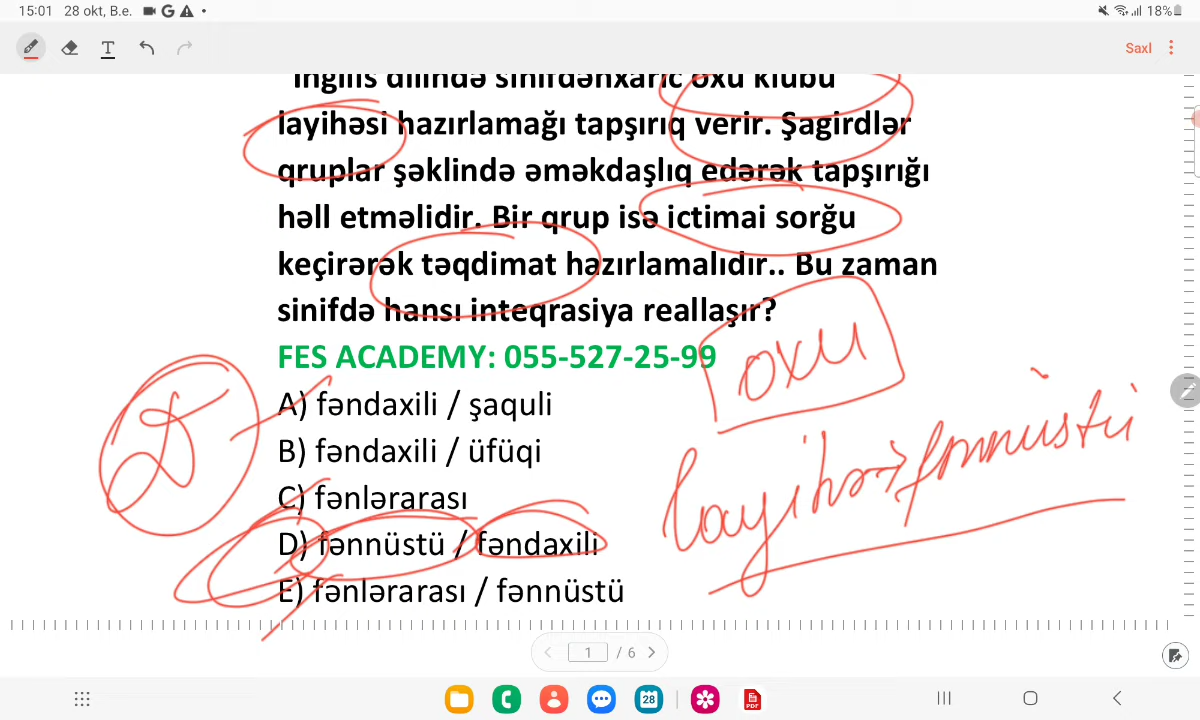 15:01 28 okt, B.e.
18%
T
Saxl
"İngilis dilində sinifdənxaric oxu klubu
layihəsi hazırlamağı tapşırıq verir. Şagirdlər
qruplar şəklində əməkdaşlıq edərək tapşırığı
həll etməlidir. Bir qrup isə ictimai sorğu
keçirərək təqdimat hazırlamalıdır.. Bu zaman
sinifdə hansı inteqrasiya reallaşır?
FES ACADEMY: 055-527-25-99
oxu
A) fəndaxili / şaquli
B) fəndaxili / üfüqi
layihə→fənnüstü
D
C) fənlərarası
D) fənnüstü / fəndaxili
E) fənlərarası / fənnüstü
1 / 6
28
PDF